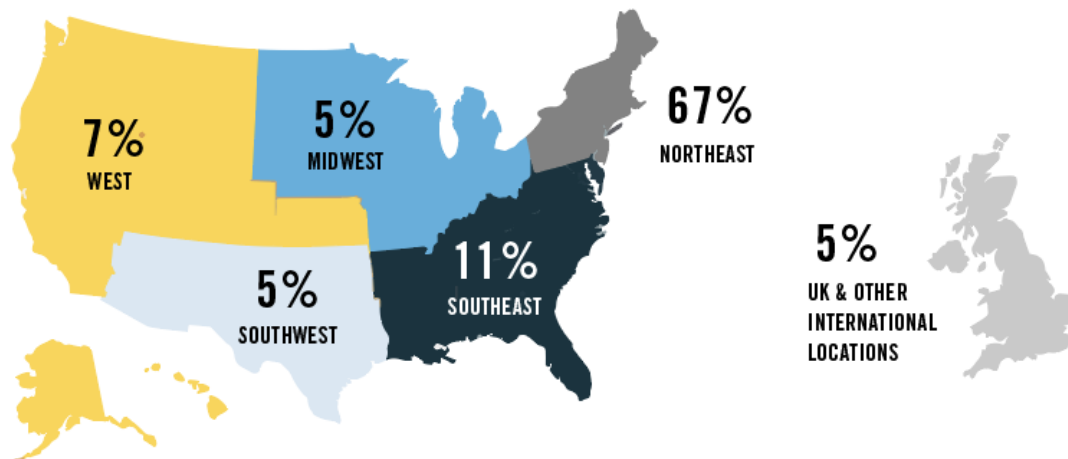 7%
WEST
5%
MIDWEST
67%
NORTHEAST
5%
SOUTHWEST
11%
SOUTHEAST
5%
UK & OTHER
INTERNATIONAL
LOCATIONS